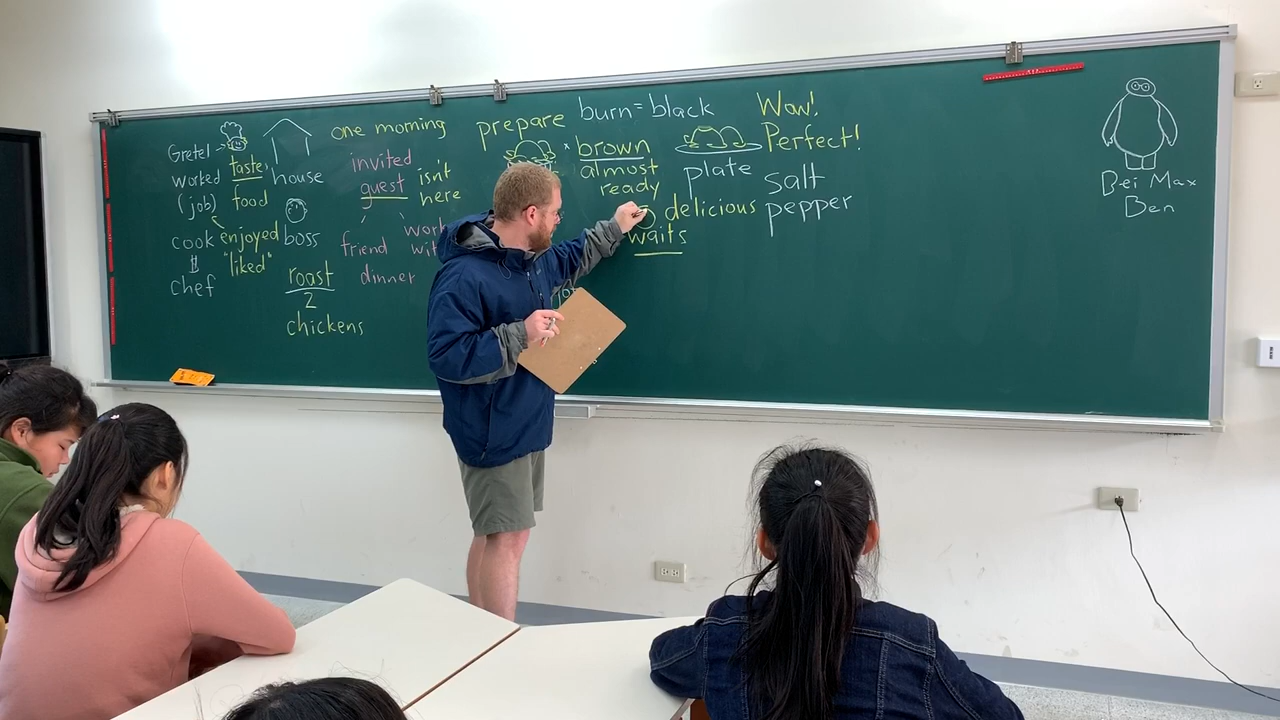 Gretel
worked
(job)
cook
chef
taste
food
enjoyed
"liked"
house
boss
roast
2
chickens
one morning
invited
guest
isn't
here
friend
dinner
prepare
burn = black
x brown
almost
ready
waits
plate
delicious
Wow!
Perfect!
salt
pepper
Bei Max
Ben